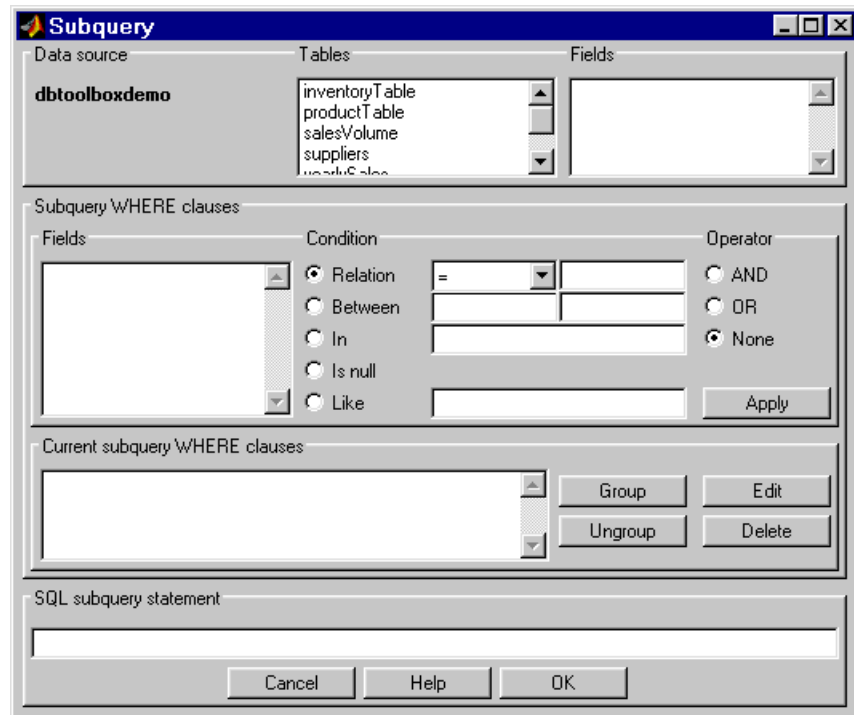 Subquery
Data source
Tables
Fields
dbtoolboxdemo
inventoryTable
productTable
salesVolume
suppliers
yearlySales
Subquery WHERE clauses
Fields
Condition
Operator
Relation
=
AND
Between
OR
In
None
Is null
Like
Apply
Current subquery WHERE clauses
Group
Edit
Ungroup
Delete
SQL subquery statement
Cancel
Help
OK